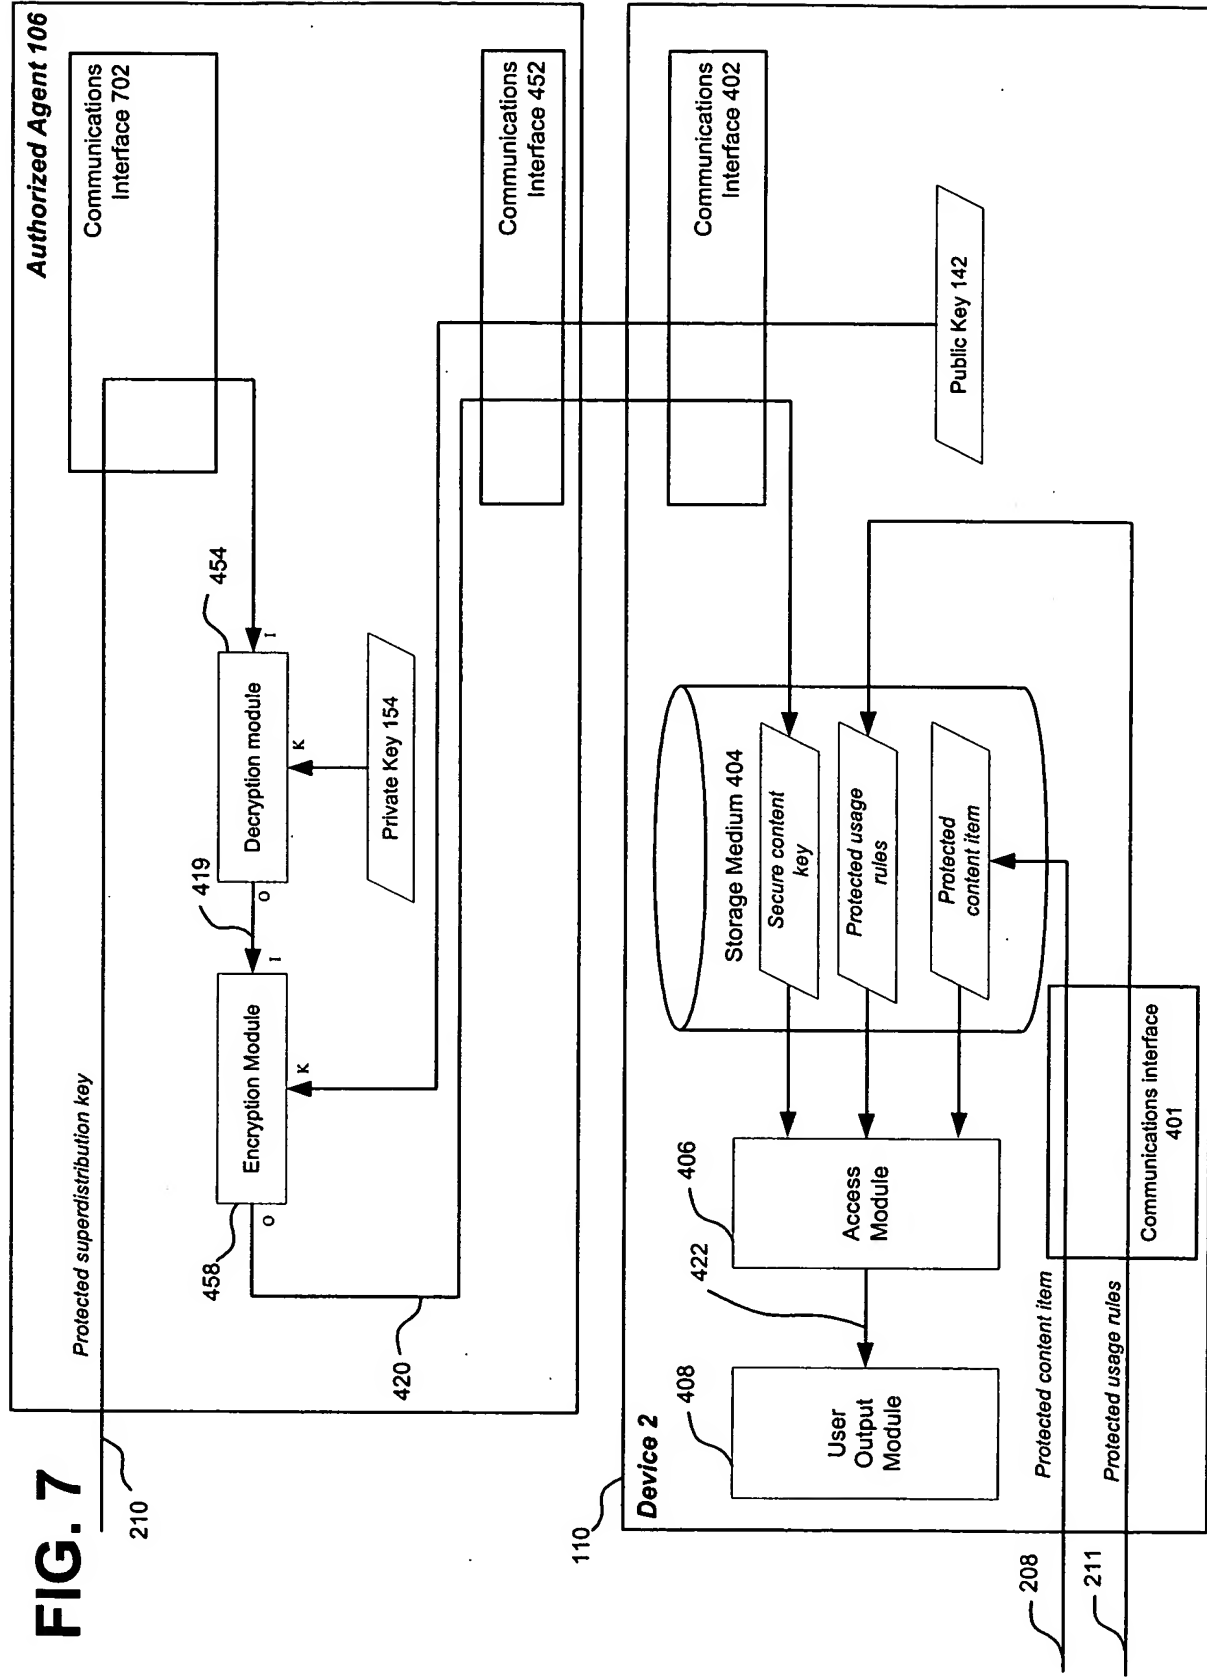 FIG. 7
210
Protected superdistribution key
Authorized Agent 106
Communications
Interface 702
458
Encryption Module
O
I
K
419
O
Decryption module
I
K
454
Private Key 154
420
Communications
Interface 452
110
Device 2
408
User
Output
Module
422
406
Access
Module
Storage Medium 404
Secure content
key
Protected usage
rules
Protected
content item
Communications
Interface 402
Public Key 142
208
Protected content item
211
Protected usage rules
Communications interface
401